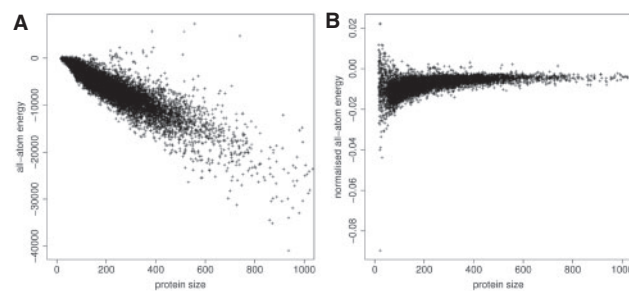 A
all-atom energy
0
-10000
-20000
-30000
-40000
0 200 400 600 800 1000
protein size
B
normalised all-atom energy
0.02
0.00
-0.02
-0.04
-0.06
-0.08
0 200 400 600 800 1000
protein size